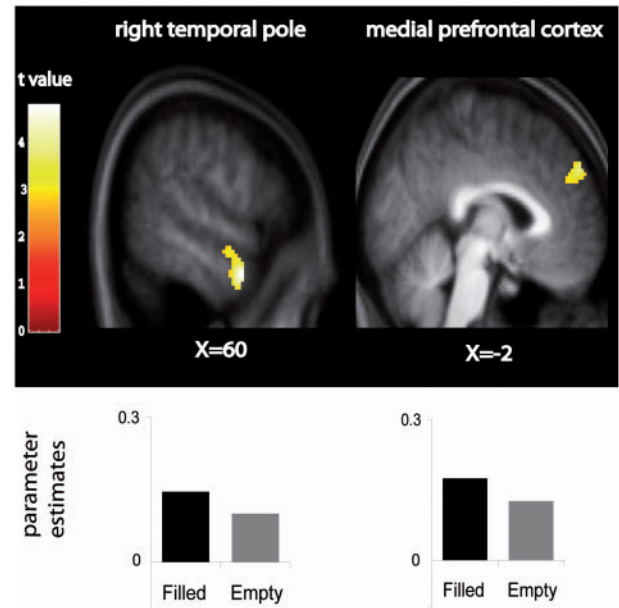 right temporal pole
medial prefrontal cortex
t value
4
3
2
1
0
X=60
X=-2
parameter
estimates
0.3
0
Filled Empty
0.3
0
Filled Empty